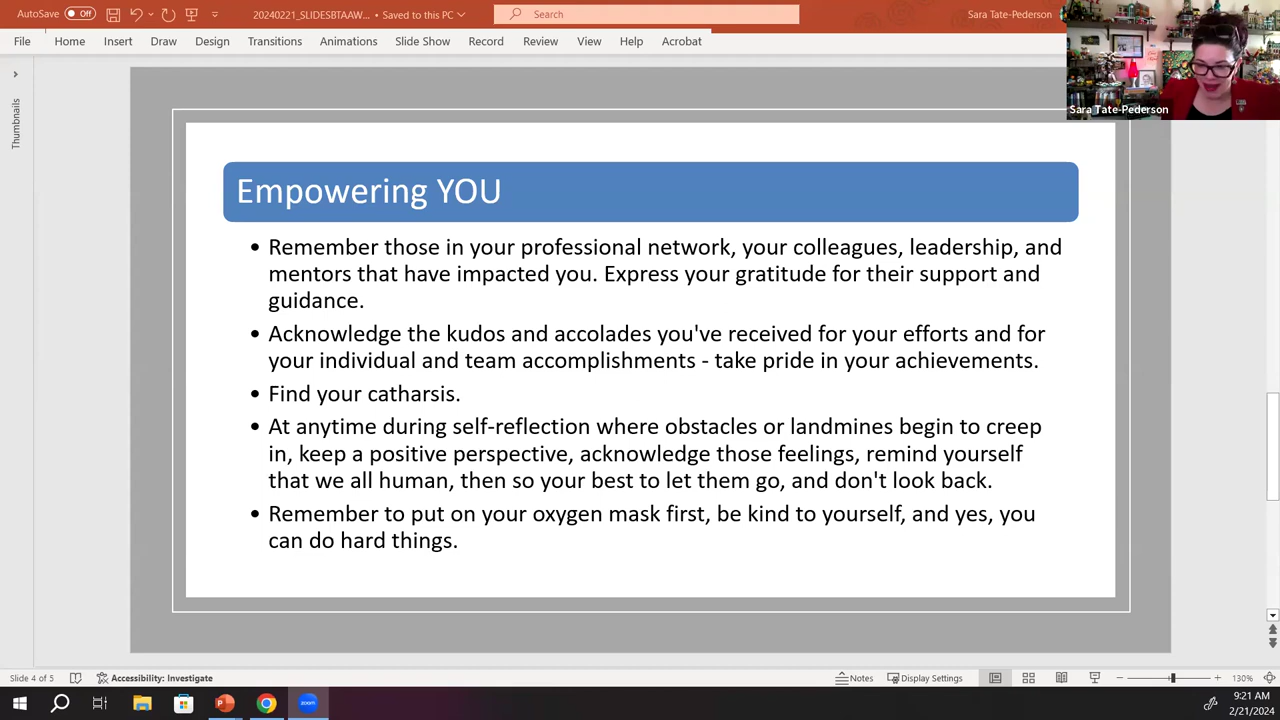 AutoSave Off 20240221_SLIDESBTAAW... • Saved to this PC Search Sara Tate-Pederson
File Home Insert Draw Design Transitions Animations Slide Show Record Review View Help Acrobat
Sara Tate-Pederson
Thumbnails
Empowering YOU
• Remember those in your professional network, your colleagues, leadership, and
mentors that have impacted you. Express your gratitude for their support and
guidance.
• Acknowledge the kudos and accolades you've received for your efforts and for
your individual and team accomplishments - take pride in your achievements.
• Find your catharsis.
• At anytime during self-reflection where obstacles or landmines begin to creep
in, keep a positive perspective, acknowledge those feelings, remind yourself
that we all human, then so your best to let them go, and don't look back.
• Remember to put on your oxygen mask first, be kind to yourself, and yes, you
can do hard things.
Slide 4 of 5 Accessibility: Investigate Notes Display Settings 130%
zoom
9:21 AM
2/21/2024